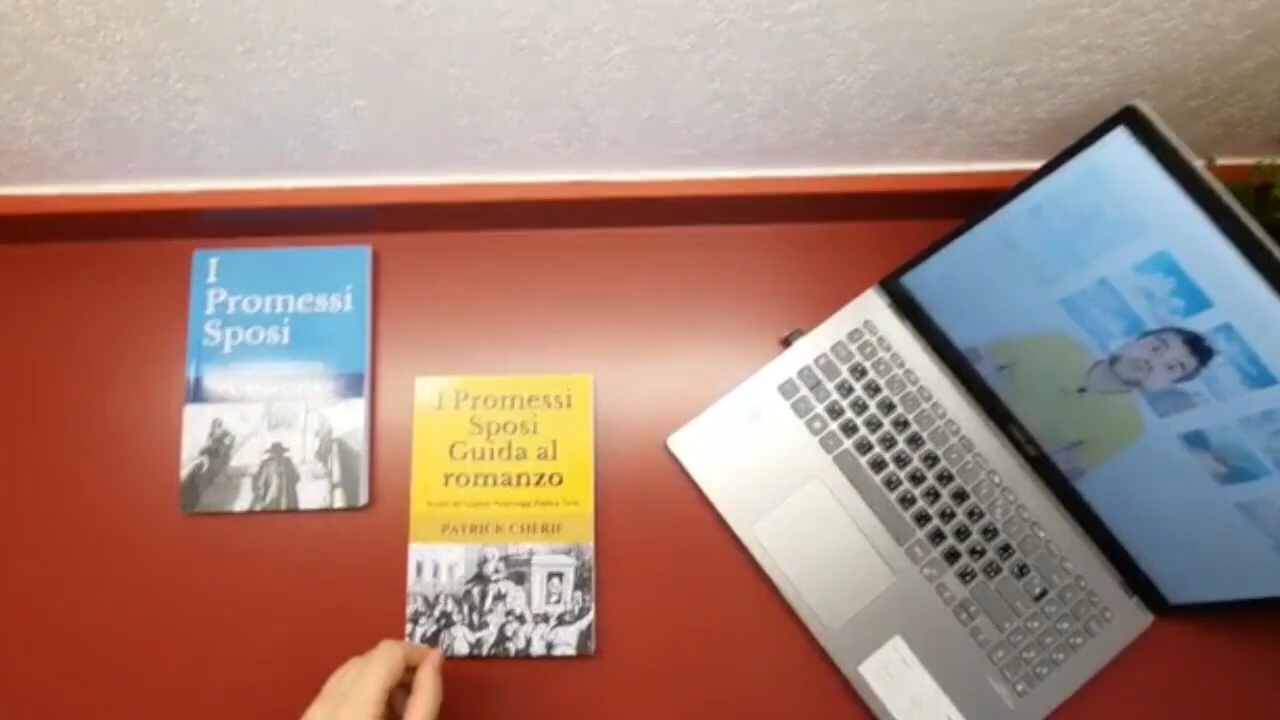 I
Promessi
Sposi
I Promessi
Sposi
Guida al
romanzo
PATRICK CHERIF